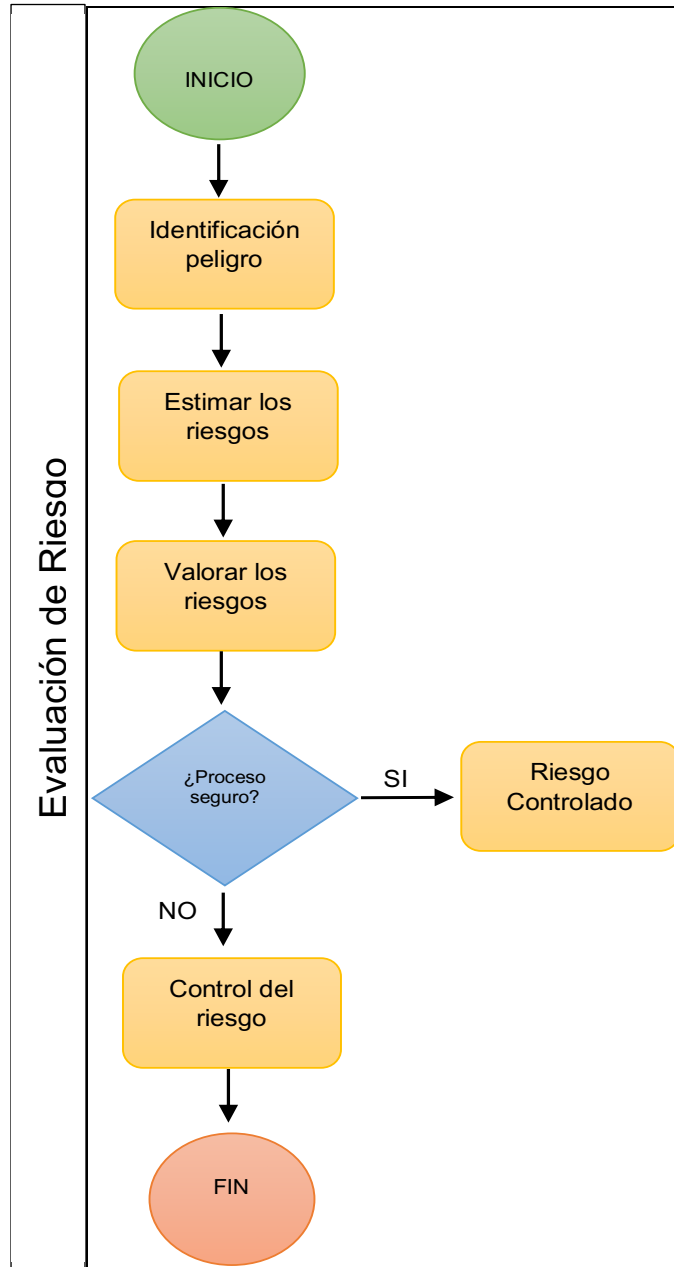 Evaluación de Riesgo
INICIO
Identificación
peligro
Estimar los
riesgos
Valorar los
riesgos
¿Proceso
seguro?
SI
Riesgo
Controlado
NO
Control del
riesgo
FIN